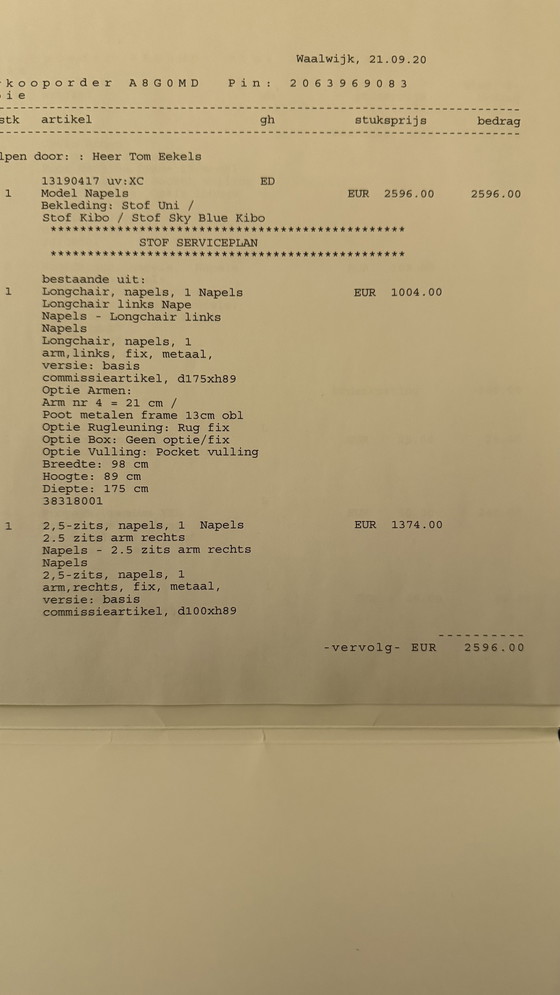 Waalwijk, 21.09.20
kooporder A8G0MD Pin: 2063969083
ie
stk artikel gh stuksprijs bedrag
lpen door: : Heer Tom Eekels
13190417 uv:XC ED
1 Model Napels EUR 2596.00 2596.00
Bekleding: Stof Uni /
Stof Kibo / Stof Sky Blue Kibo
************************************************
STOF SERVICEPLAN
************************************************
bestaande uit:
1 Longchair, napels, 1 Napels EUR 1004.00
Longchair links Nape
Napels - Longchair links
Napels
Longchair, napels, 1
arm,links, fix, metaal,
versie: basis
commissieartikel, d175xh89
Optie Armen:
Arm nr 4 = 21 cm /
Poot metalen frame 13cm obl
Optie Rugleuning: Rug fix
Optie Box: Geen optie/fix
Optie Vulling: Pocket vulling
Breedte: 98 cm
Hoogte: 89 cm
Diepte: 175 cm
38318001
1 2,5-zits, napels, 1 Napels EUR 1374.00
2.5 zits arm rechts
Napels - 2.5 zits arm rechts
Napels
2,5-zits, napels, 1
arm,rechts, fix, metaal,
versie: basis
commissieartikel, d100xh89
-vervolg- EUR 2596.00